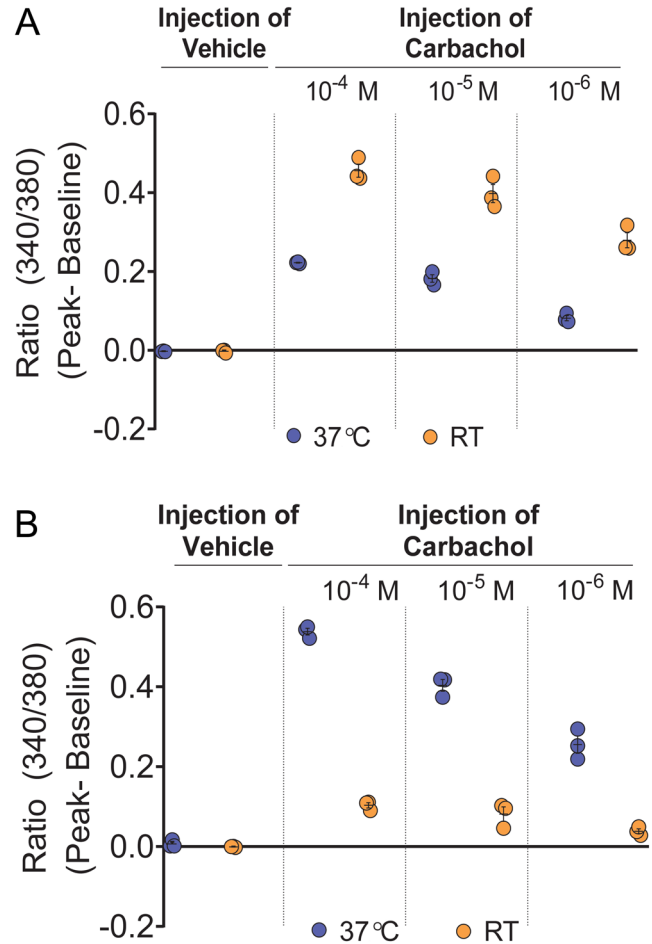 A
Injection of Vehicle
Injection of Carbachol
10⁻⁴ M
10⁻⁵ M
10⁻⁶ M
Ratio (340/380)
(Peak- Baseline)
0.6
0.4
0.2
0.0
-0.2
37°C
RT
B
Injection of Vehicle
Injection of Carbachol
10⁻⁴ M
10⁻⁵ M
10⁻⁶ M
Ratio (340/380)
(Peak- Baseline)
0.6
0.4
0.2
0.0
-0.2
37°C
RT